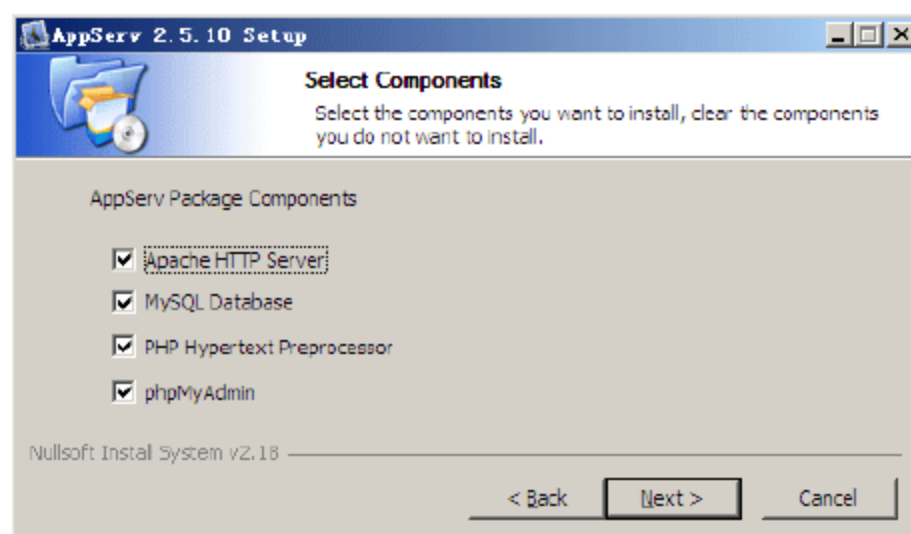 AppServ 2.5.10 Setup
Select Components
Select the components you want to install, clear the components
you do not want to install.
AppServ Package Components
Apache HTTP Server
MySQL Database
PHP Hypertext Preprocessor
phpMyAdmin
Nullsoft Install System v2.18
< Back Next > Cancel